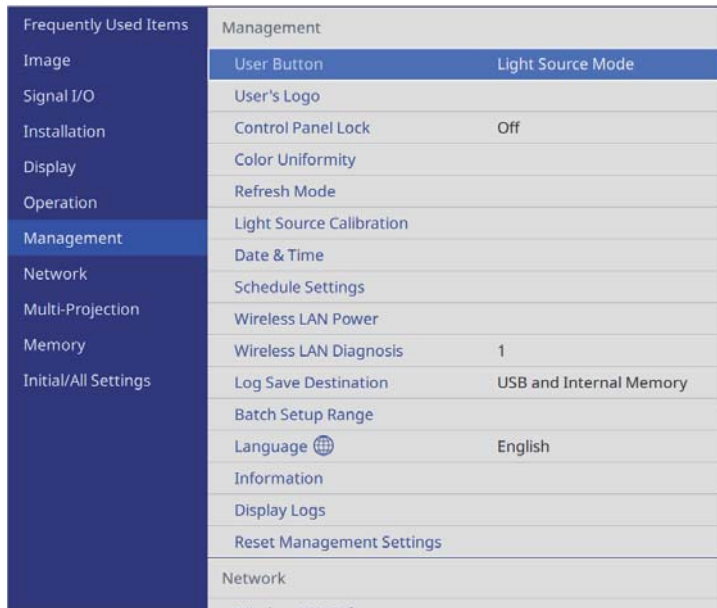 Frequently Used Items
Image
Signal I/O
Installation
Display
Operation
Management
Network
Multi-Projection
Memory
Initial/All Settings
Management
User Button Light Source Mode
User's Logo
Control Panel Lock Off
Color Uniformity
Refresh Mode
Light Source Calibration
Date & Time
Schedule Settings
Wireless LAN Power
Wireless LAN Diagnosis 1
Log Save Destination USB and Internal Memory
Batch Setup Range
Language English
Information
Display Logs
Reset Management Settings
Network